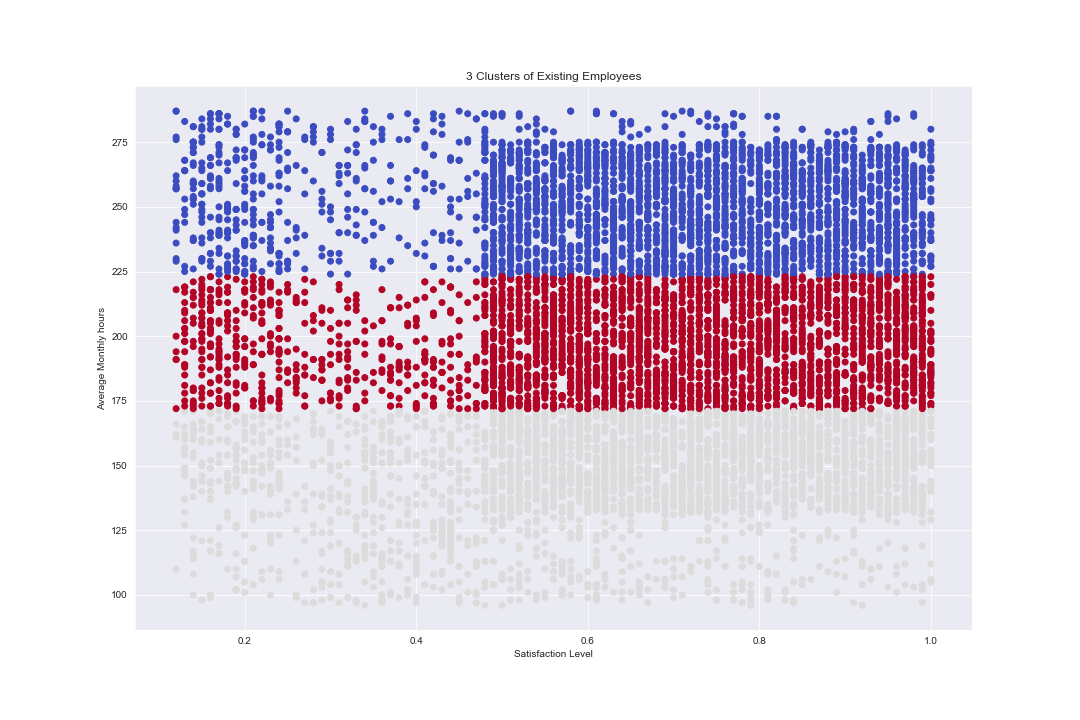 3 Clusters of Existing Employees
275
250
225
200
175
150
125
100
Average Monthly hours
0.2 0.4 0.6 0.8 1.0
Satisfaction Level